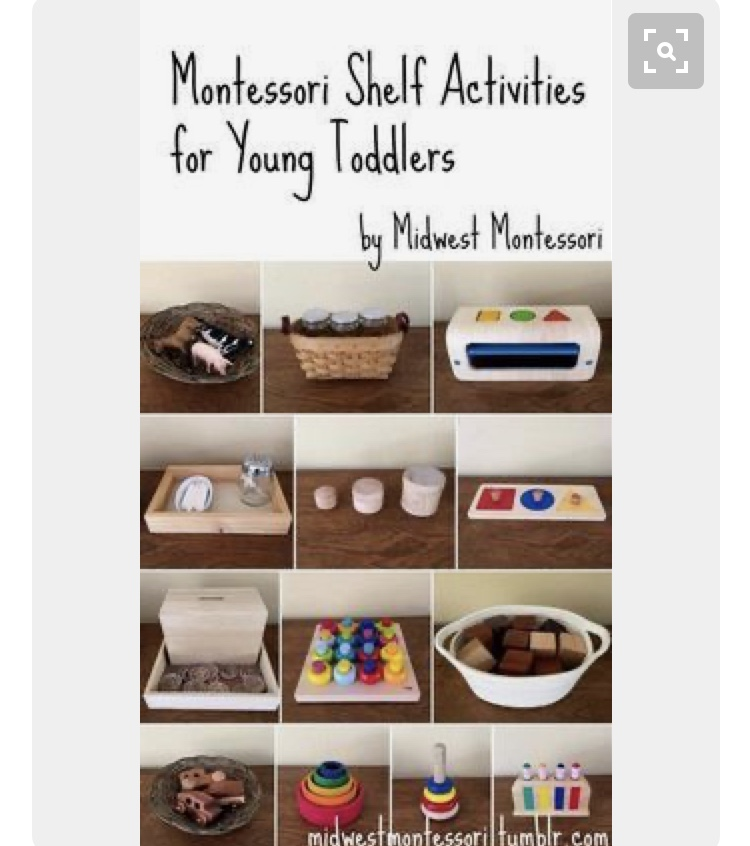 Montessori Shelf Activities
for Young Toddlers
by Midwest Montessori
midwestmontessori.tumblr.com